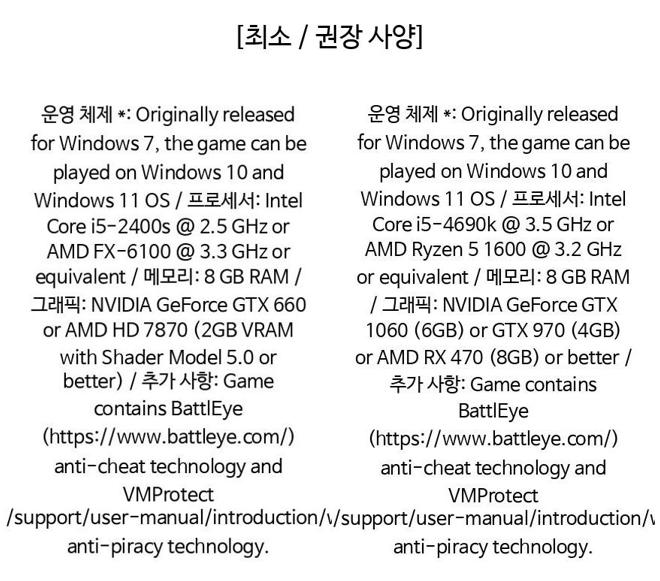 [최소 / 권장 사양]
운영 체제 *: Originally released
for Windows 7, the game can be
played on Windows 10 and
Windows 11 OS / 프로세서: Intel
Core i5-2400s @ 2.5 GHz or
AMD FX-6100 @ 3.3 GHz or
equivalent / 메모리: 8 GB RAM /
그래픽: NVIDIA GeForce GTX 660
or AMD HD 7870 (2GB VRAM
with Shader Model 5.0 or
better) / 추가 사항: Game
contains BattlEye
(https://www.battleye.com/)
anti-cheat technology and
VMProtect
/support/user-manual/introduction/
anti-piracy technology.
운영 체제 *: Originally released
for Windows 7, the game can be
played on Windows 10 and
Windows 11 OS / 프로세서: Intel
Core i5-4690k @ 3.5 GHz or
AMD Ryzen 5 1600 @ 3.2 GHz
or equivalent / 메모리: 8 GB RAM
/ 그래픽: NVIDIA GeForce GTX
1060 (6GB) or GTX 970 (4GB)
or AMD RX 470 (8GB) or better /
추가 사항: Game contains
BattlEye
(https://www.battleye.com/)
anti-cheat technology and
VMProtect
/support/user-manual/introduction/
anti-piracy technology.